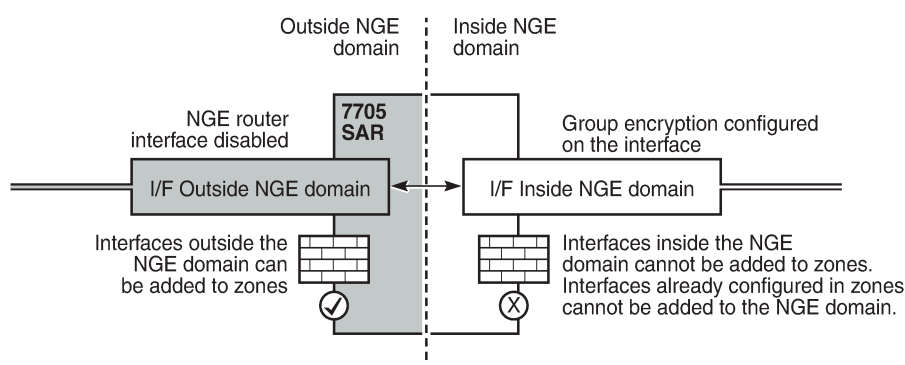 Outside NGE
domain
Inside NGE
domain
7705
SAR
NGE router
interface disabled
Group encryption configured
on the interface
I/F Outside NGE domain
I/F Inside NGE domain
Interfaces outside the
NGE domain can
be added to zones
Interfaces inside the NGE
domain cannot be added to zones.
Interfaces already configured in zones
cannot be added to the NGE domain.
X